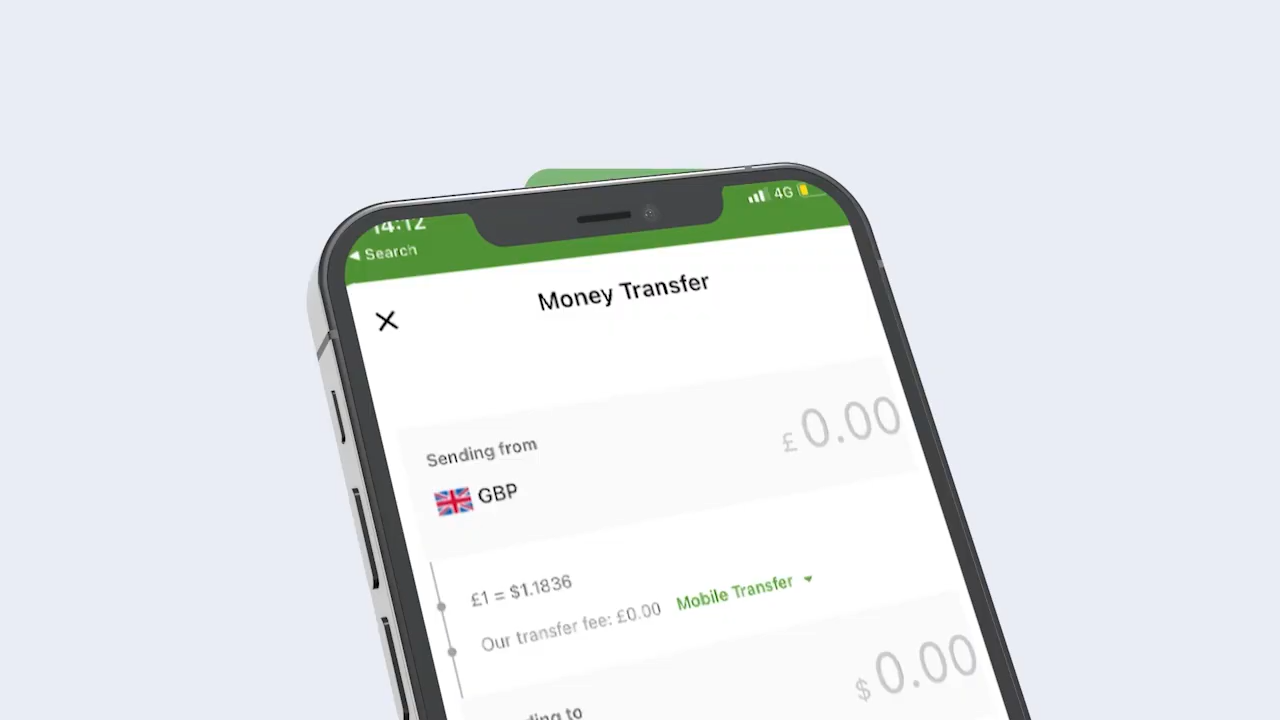 14:12
4G
Search
Money Transfer
Sending from
£ 0.00
GBP
£1 = $1.1836
Our transfer fee: £0.00 Mobile Transfer
$ 0.00
to